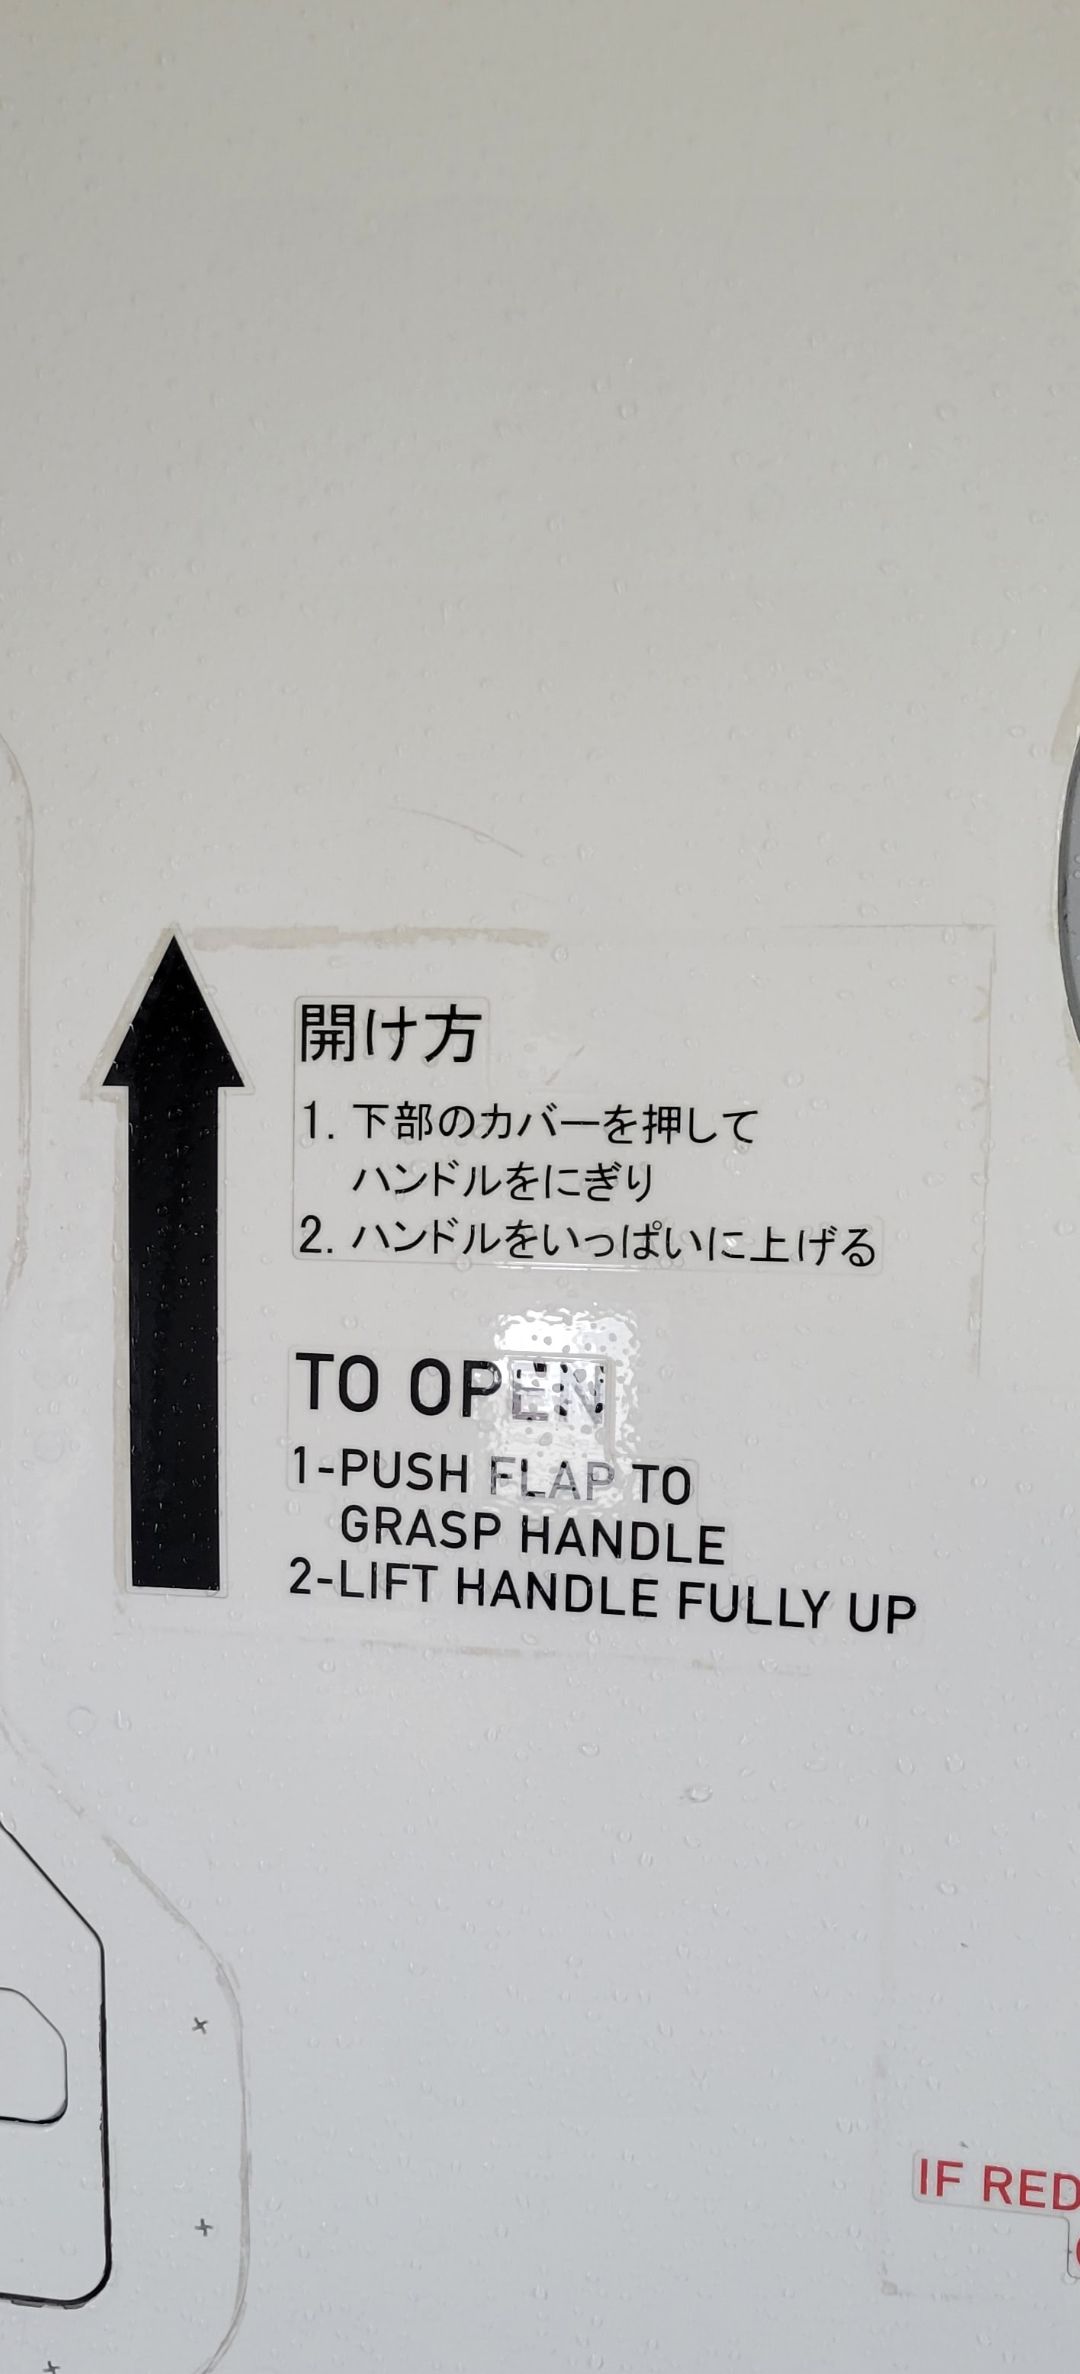 開け方
1. 下部のカバーを押して
ハンドルをにぎり
2. ハンドルをいっぱいに上げる
TO OPEN
1-PUSH FLAP TO
GRASP HANDLE
2-LIFT HANDLE FULLY UP
IF RED